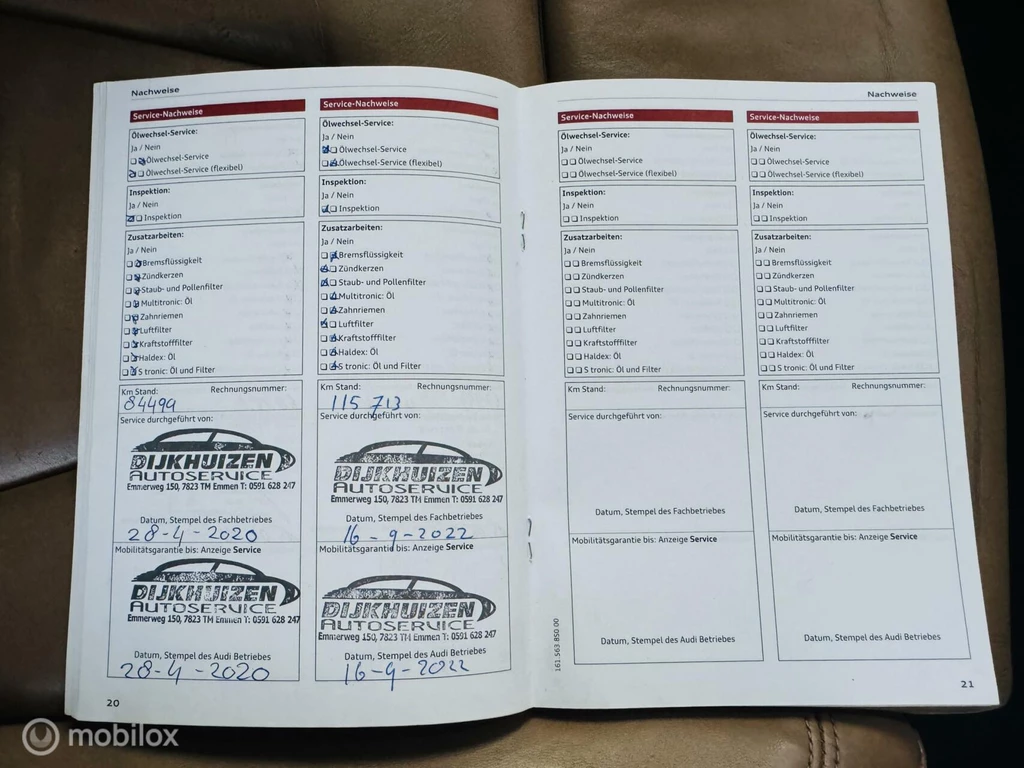 Nachweise
Service-Nachweise
Ölwechsel-Service:
Ja / Nein
Ölwechsel-Service
Ölwechsel-Service (flexibel)
Inspektion:
Ja / Nein
Inspektion
Zusatzarbeiten:
Ja / Nein
Bremsflüssigkeit
Zündkerzen
Staub- und Pollenfilter
Multitronic: Öl
Zahnriemen
Luftfilter
Kraftstofffilter
Haldex: Öl
S tronic: Öl und Filter
Km Stand: Rechnungsnummer:
84499
Service durchgeführt von:
DIJKHUIZEN
AUTOSERVICE
Emmerweg 150, 7823 TM Emmen T: 0591 628 247
Datum, Stempel des Fachbetriebes
28-4-2020
Mobilitätsgarantie bis: Anzeige Service
DIJKHUIZEN
AUTOSERVICE
Emmerweg 150, 7823 TM Emmen T: 0591 628 247
Datum, Stempel des Audi Betriebes
28-4-2020
20
Service-Nachweise
Ölwechsel-Service:
Ja / Nein
Ölwechsel-Service
Ölwechsel-Service (flexibel)
Inspektion:
Ja / Nein
Inspektion
Zusatzarbeiten:
Ja / Nein
Bremsflüssigkeit
Zündkerzen
Staub- und Pollenfilter
Multitronic: Öl
Zahnriemen
Luftfilter
Kraftstofffilter
Haldex: Öl
S tronic: Öl und Filter
Km Stand: Rechnungsnummer:
115 713
Service durchgeführt von:
DIJKHUIZEN
AUTOSERVICE
Emmerweg 150, 7823 TM Emmen T: 0591 628 247
Datum, Stempel des Fachbetriebes
16-9-2022
Mobilitätsgarantie bis: Anzeige Service
DIJKHUIZEN
AUTOSERVICE
Emmerweg 150, 7823 TM Emmen T: 0591 628 247
Datum, Stempel des Audi Betriebes
16-9-2022
Nachweise
Service-Nachweise
Ölwechsel-Service:
Ja / Nein
Ölwechsel-Service
Ölwechsel-Service (flexibel)
Inspektion:
Ja / Nein
Inspektion
Zusatzarbeiten:
Ja / Nein
Bremsflüssigkeit
Zündkerzen
Staub- und Pollenfilter
Multitronic: Öl
Zahnriemen
Luftfilter
Kraftstofffilter
Haldex: Öl
S tronic: Öl und Filter
Km Stand: Rechnungsnummer:
Service durchgeführt von:
Datum, Stempel des Fachbetriebes
Mobilitätsgarantie bis: Anzeige Service
Datum, Stempel des Audi Betriebes
161.563.850.00
Service-Nachweise
Ölwechsel-Service:
Ja / Nein
Ölwechsel-Service
Ölwechsel-Service (flexibel)
Inspektion:
Ja / Nein
Inspektion
Zusatzarbeiten:
Ja / Nein
Bremsflüssigkeit
Zündkerzen
Staub- und Pollenfilter
Multitronic: Öl
Zahnriemen
Luftfilter
Kraftstofffilter
Haldex: Öl
S tronic: Öl und Filter
Km Stand: Rechnungsnummer:
Service durchgeführt von:
Datum, Stempel des Fachbetriebes
Mobilitätsgarantie bis: Anzeige Service
Datum, Stempel des Audi Betriebes
21
mobilox